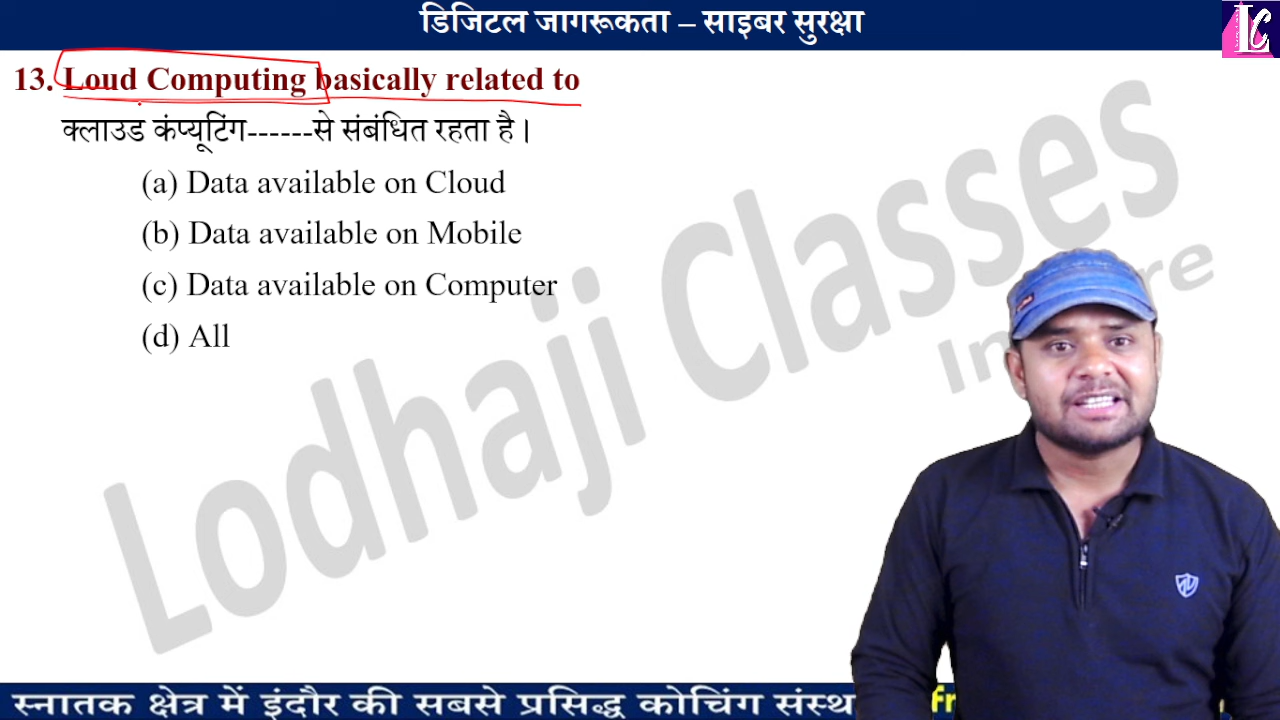 डिजिटल जागरूकता – साइबर सुरक्षा
LC
13. Loud Computing basically related to
क्लाउड कंप्यूटिंग------से संबंधित रहता है।
(a) Data available on Cloud
(b) Data available on Mobile
(c) Data available on Computer
(d) All
Lodhaji Classes
स्नातक क्षेत्र में इंदौर की सबसे प्रसिद्ध कोचिंग